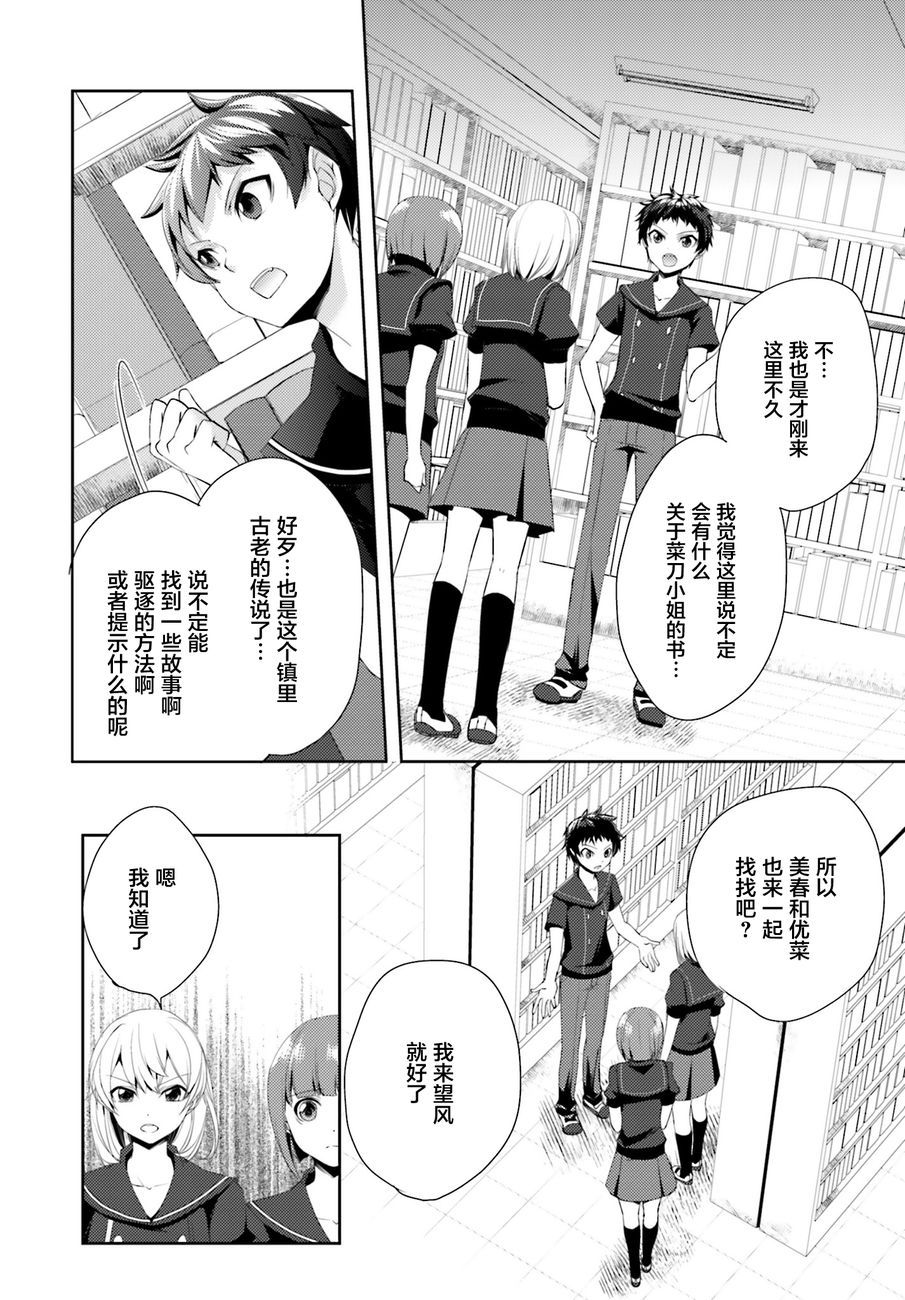 不…
我也是才刚来
这里不久
我觉得这里说不定
会有什么
关于菜刀小姐的书…
好歹…也是这个镇里
古老的传说了…
说不定能
找到一些故事啊
驱逐的方法啊
或者提示什么的呢
所以
美春和优菜
也来一起
找找吧?
我来望风
就好了
嗯
我知道了